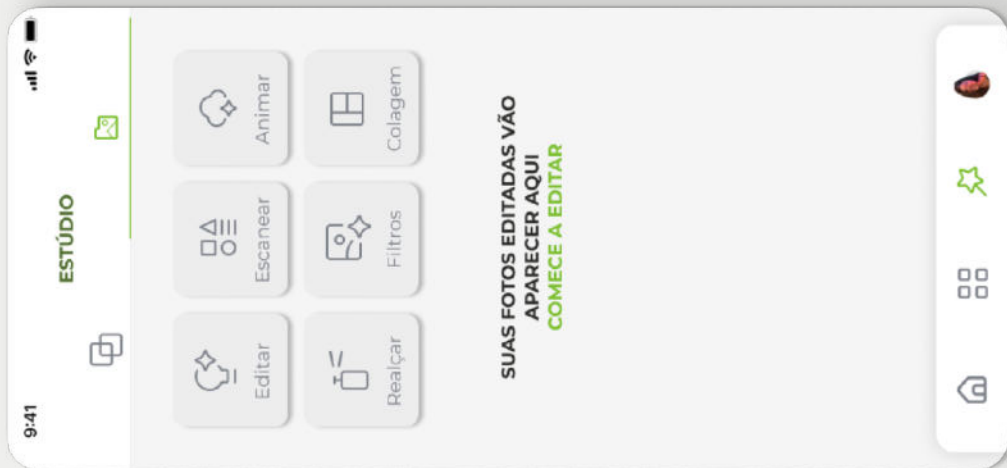 9:41
ESTÚDIO
Editar
Escanear
Animar
Realçar
Filtros
Colagem
SUAS FOTOS EDITADAS VÃO
APARECER AQUI
COMECE A EDITAR